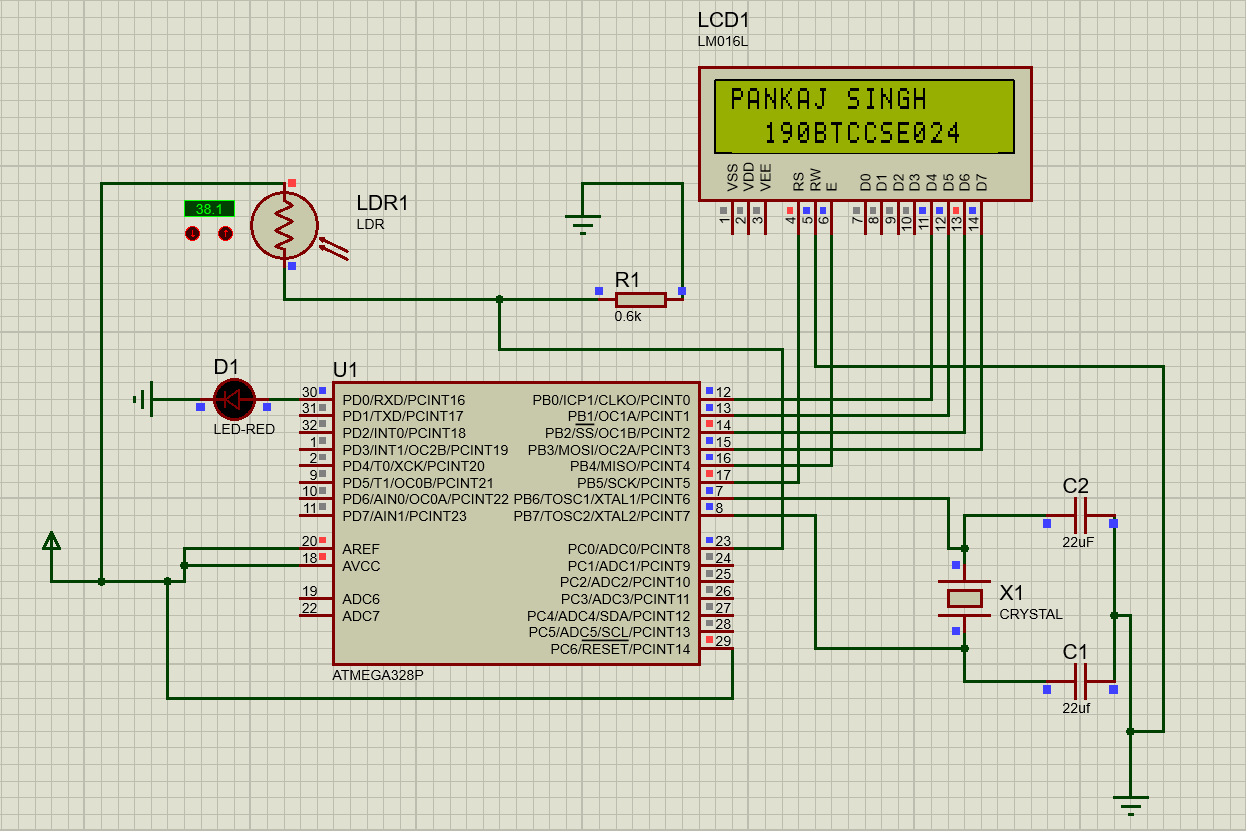 LCD1
LM016L
PANKAJ SINGH
190BTCCSE024
VSS VDD VEE RS RW E D0 D1 D2 D3 D4 D5 D6 D7
1 2 3 4 5 6 7 8 9 10 11 12 13 14
38.1
LDR1
LDR
R1
0.6k
D1
LED-RED
U1
30 PD0/RXD/PCINT16 PB0/ICP1/CLKO/PCINT0 12
31 PD1/TXD/PCINT17 PB1/OC1A/PCINT1 13
32 PD2/INT0/PCINT18 PB2/SS/OC1B/PCINT2 14
1 PD3/INT1/OC2B/PCINT19 PB3/MOSI/OC2A/PCINT3 15
2 PD4/T0/XCK/PCINT20 PB4/MISO/PCINT4 16
9 PD5/T1/OC0B/PCINT21 PB5/SCK/PCINT5 17
10 PD6/AIN0/OC0A/PCINT22 PB6/TOSC1/XTAL1/PCINT6 7
11 PD7/AIN1/PCINT23 PB7/TOSC2/XTAL2/PCINT7 8
20 AREF PC0/ADC0/PCINT8 23
18 AVCC PC1/ADC1/PCINT9 24
PC2/ADC2/PCINT10 25
19 ADC6 PC3/ADC3/PCINT11 26
22 ADC7 PC4/ADC4/SDA/PCINT12 27
PC5/ADC5/SCL/PCINT13 28
PC6/RESET/PCINT14 29
ATMEGA328P
C2
22uF
X1
CRYSTAL
C1
22uf